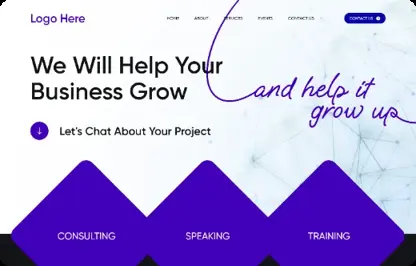 Logo Here
HOME ABOUT SERVICES EVENTS CONTACT US CONTACT US
We Will Help Your
Business Grow
and help it
grow up
Let's Chat About Your Project
CONSULTING SPEAKING TRAINING